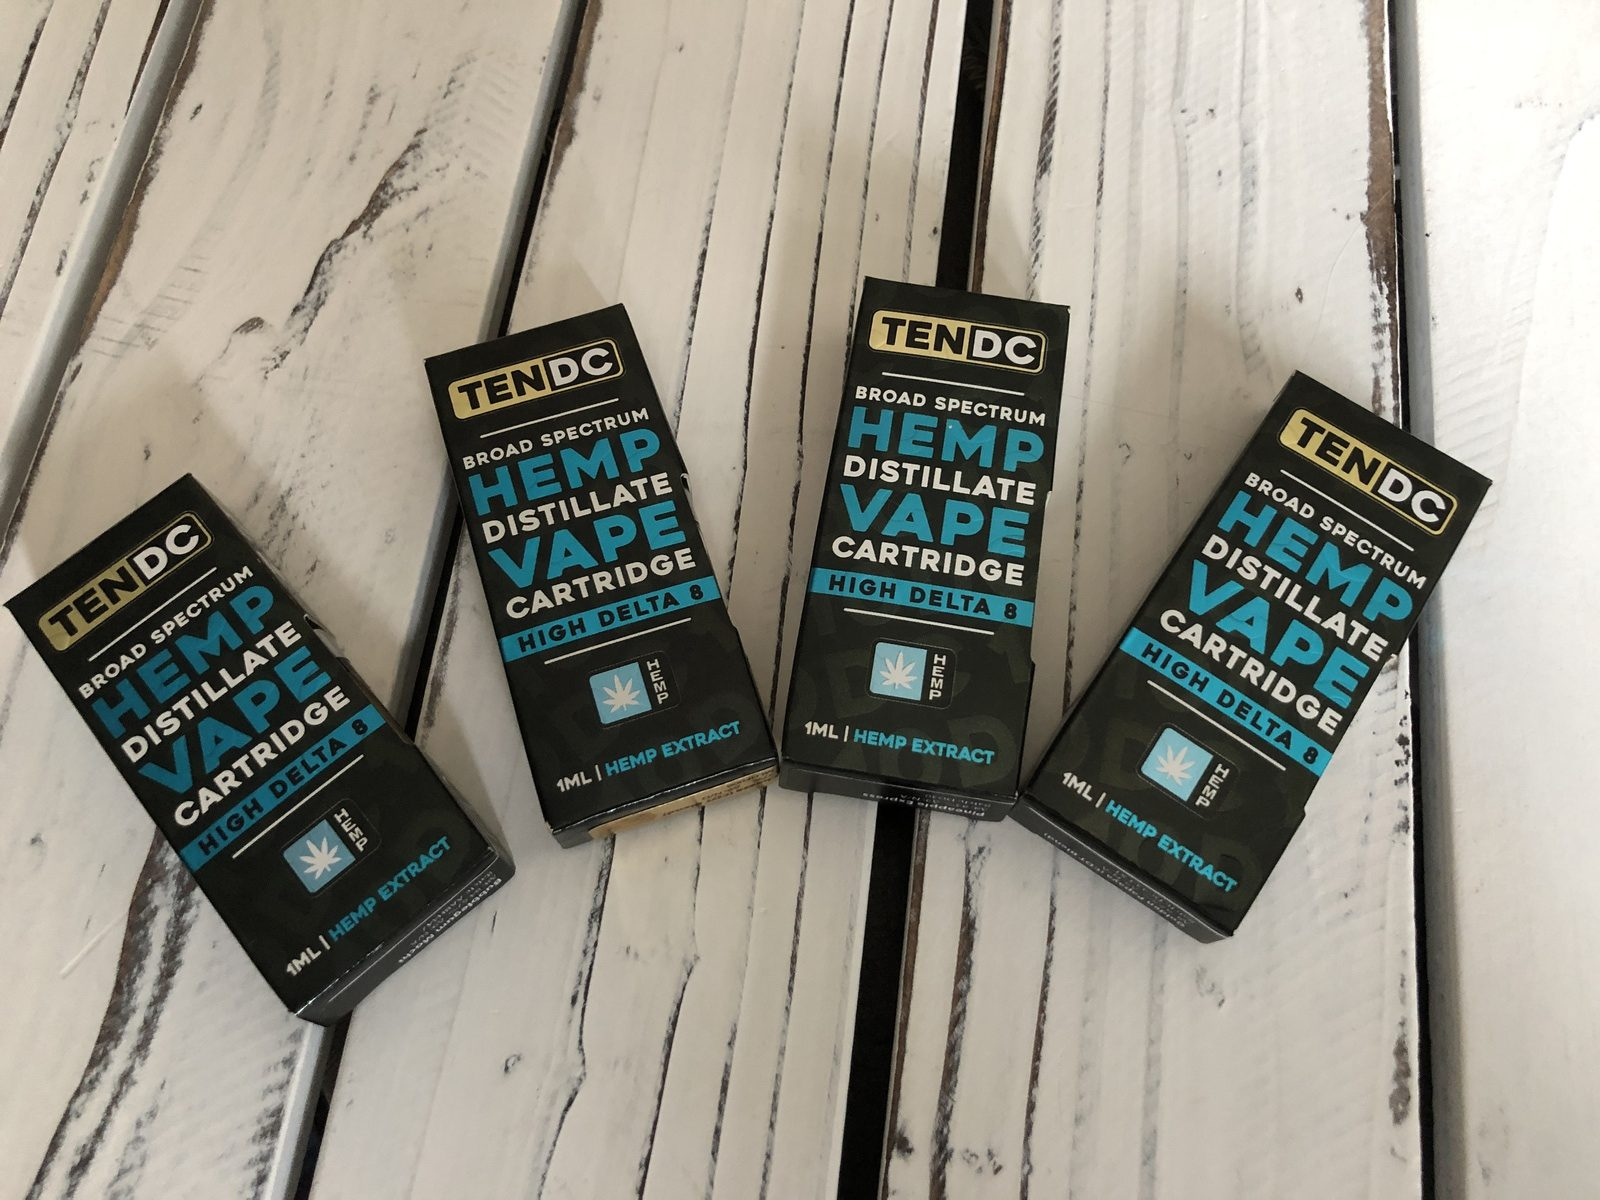 TENDC
BROAD SPECTRUM
HEMP
DISTILLATE
VAPE
CARTRIDGE
HIGH DELTA 8
HEMP
1ML | HEMP EXTRACT
TENDC
BROAD SPECTRUM
HEMP
DISTILLATE
VAPE
CARTRIDGE
HIGH DELTA 8
HEMP
1ML | HEMP EXTRACT
TENDC
BROAD SPECTRUM
HEMP
DISTILLATE
VAPE
CARTRIDGE
HIGH DELTA 8
HEMP
1ML | HEMP EXTRACT
Pineapple Express
TENDC
BROAD SPECTRUM
HEMP
DISTILLATE
VAPE
CARTRIDGE
HIGH DELTA 8
HEMP
1ML | HEMP EXTRACT